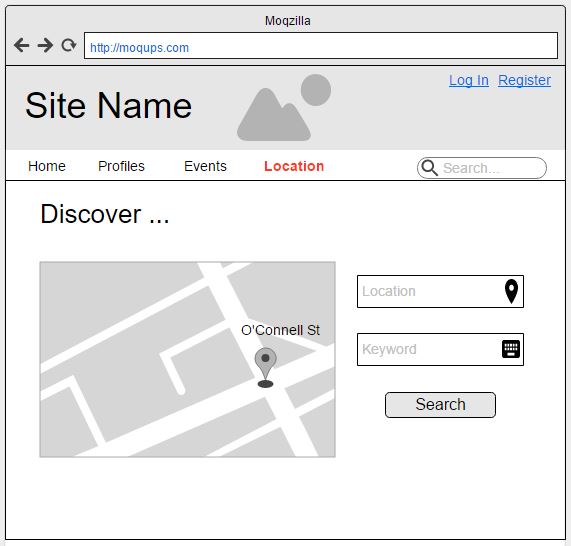 Moqzilla
http://moqups.com
Log In Register
Site Name
Home Profiles Events Location Search...
Discover ...
O'Connell St
Location
Keyword
Search